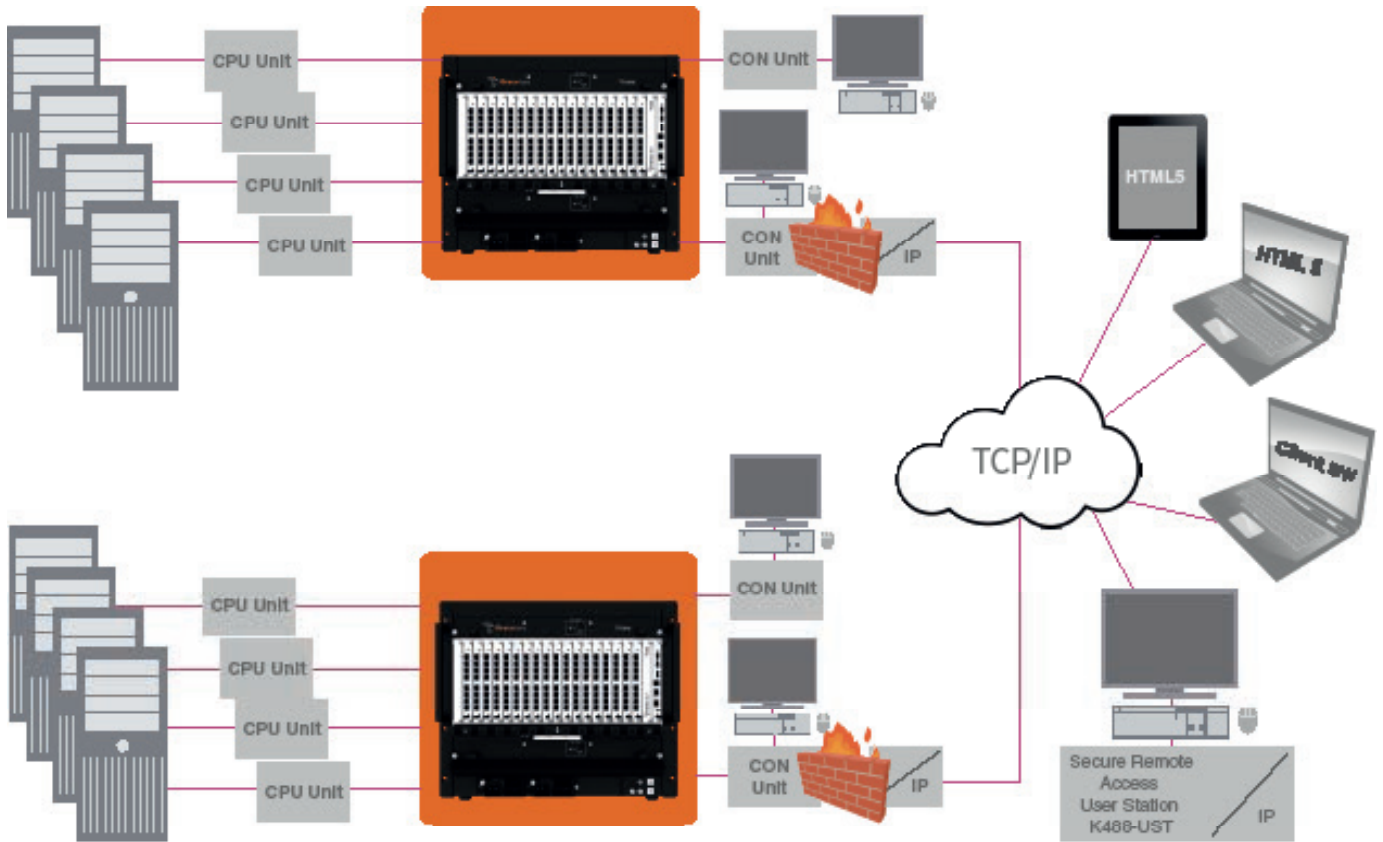 CPU Unit
CPU Unit
CPU Unit
CPU Unit
CON Unit
CON
Unit
IP
HTML5
HTML 5
TCP/IP
Client SW
CPU Unit
CPU Unit
CPU Unit
CPU Unit
CON Unit
CON
Unit
IP
Secure Remote
Access
User Station
IP